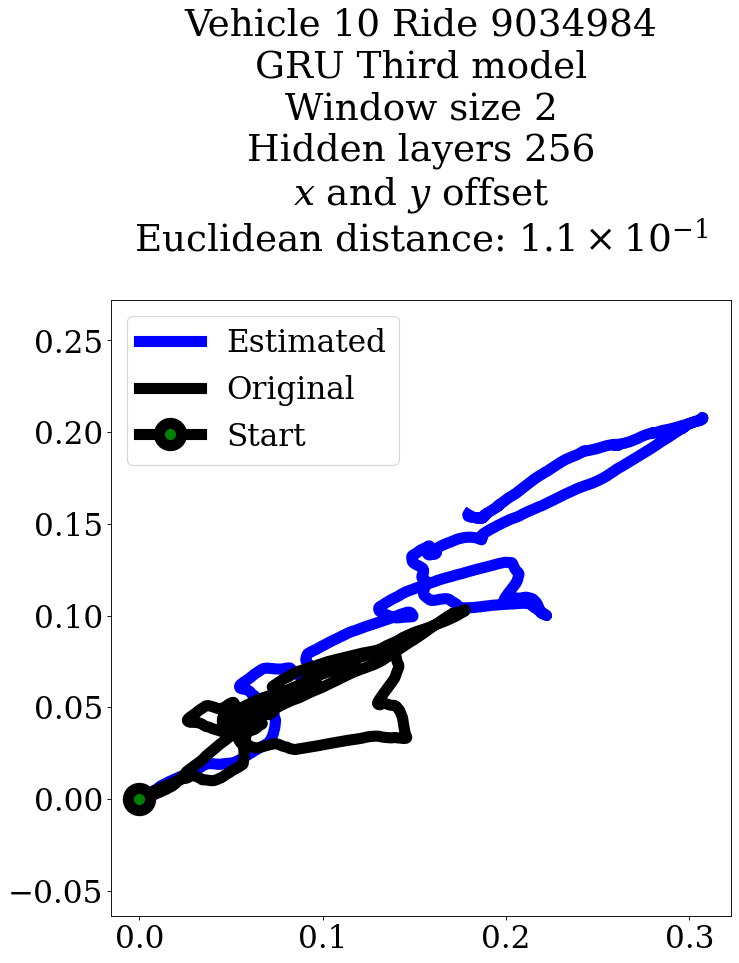 Vehicle 10 Ride 9034984
GRU Third model
Window size 2
Hidden layers 256
x and y offset
Euclidean distance: 1.1 × 10⁻¹
Estimated
Original
Start
0.25
0.20
0.15
0.10
0.05
0.00
−0.05
0.0 0.1 0.2 0.3